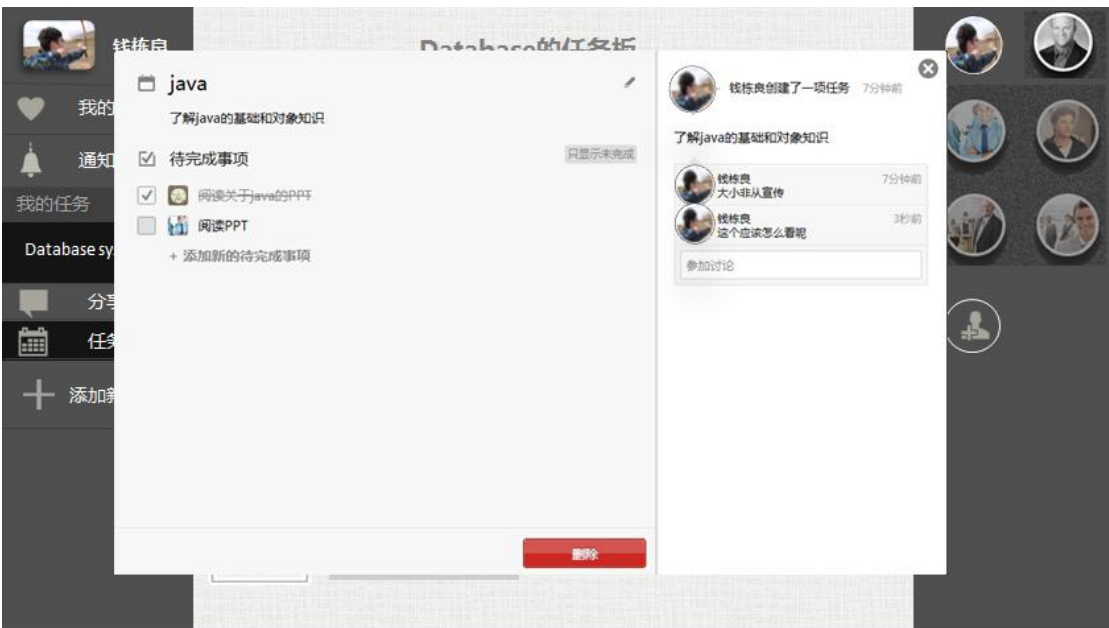 钱栋良
Database的任务板
我的
通知
我的任务
Database sy
分享
任务
添加新
java
了解java的基础和对象知识
待完成事项
只显示未完成
阅读关于java的PPT
阅读PPT
+ 添加新的待完成事项
删除
钱栋良创建了一项任务 7分钟前
了解java的基础和对象知识
钱栋良 7分钟前
大小非从宣传
钱栋良 3秒前
这个应该怎么看呢
参加讨论